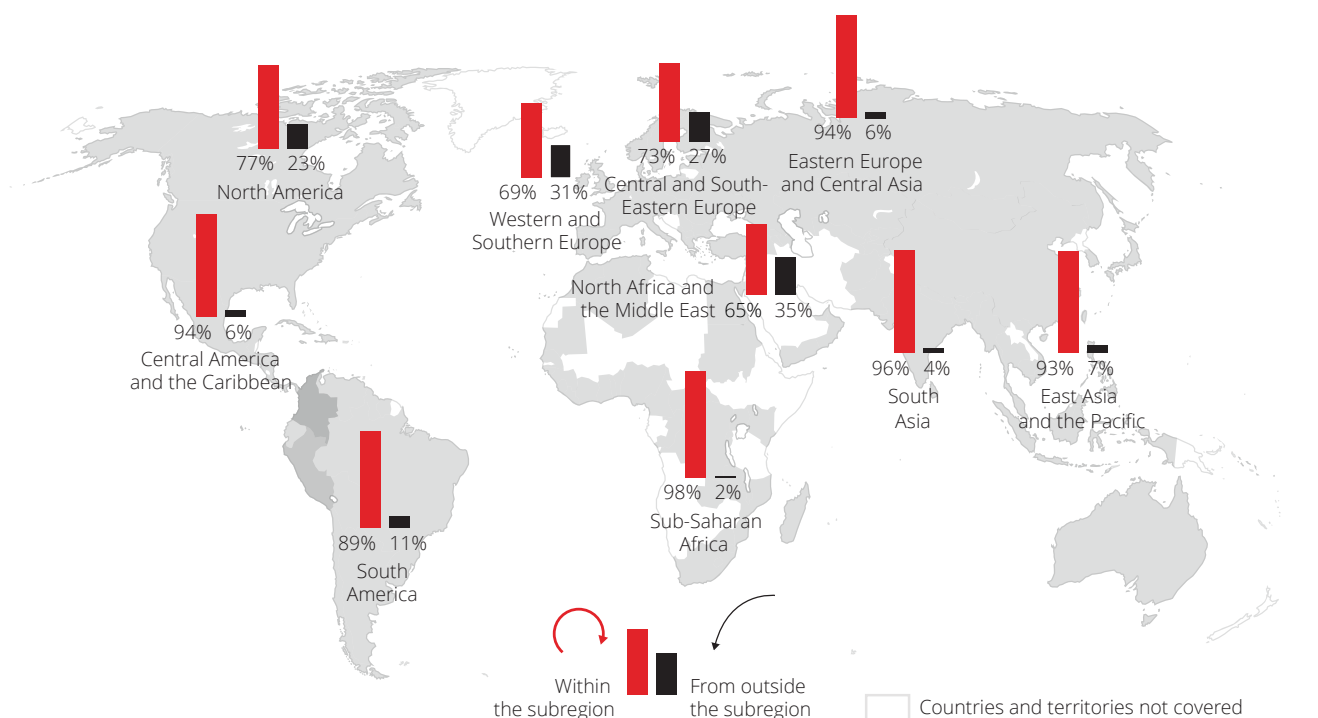 94% 6%
Eastern Europe
and Central Asia
77% 23%
North America
73% 27%
Central and South-
Eastern Europe
69% 31%
Western and
Southern Europe
North Africa and
the Middle East 65% 35%
94% 6%
Central America
and the Caribbean
96% 4%
South
Asia
93% 7%
East Asia
and the Pacific
98% 2%
Sub-Saharan
Africa
89% 11%
South
America
Within
the subregion
From outside
the subregion
Countries and territories not covered